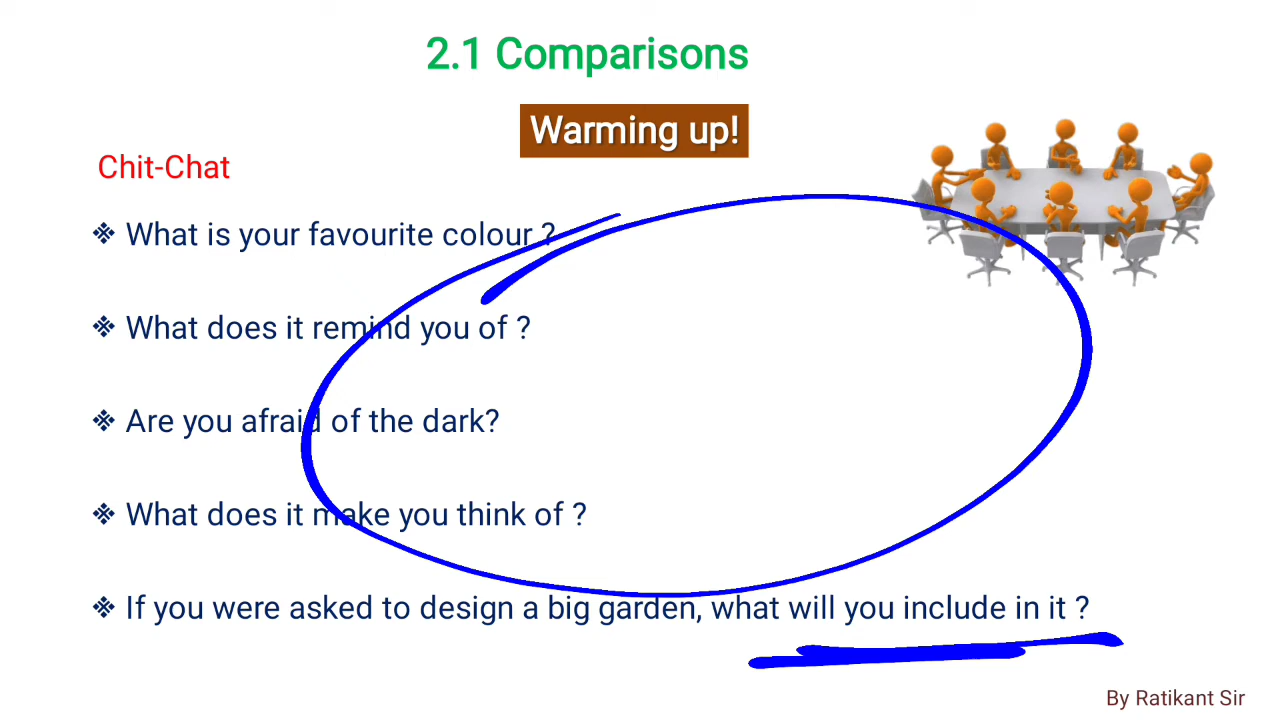 2.1 Comparisons
Warming up!
Chit-Chat
❖ What is your favourite colour ?
❖ What does it remind you of ?
❖ Are you afraid of the dark?
❖ What does it make you think of ?
❖ If you were asked to design a big garden, what will you include in it ?
By Ratikant Sir